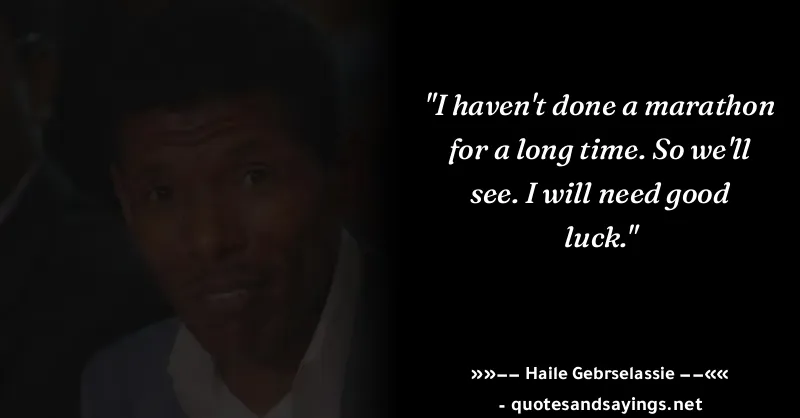 "I haven't done a marathon
for a long time. So we'll
see. I will need good
luck."
»»−− Haile Gebrselassie −−««
- quotesandsayings.net